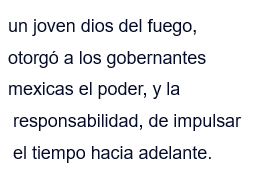 un joven dios del fuego,
otorgó a los gobernantes
mexicas el poder, y la
responsabilidad, de impulsar
el tiempo hacia adelante.